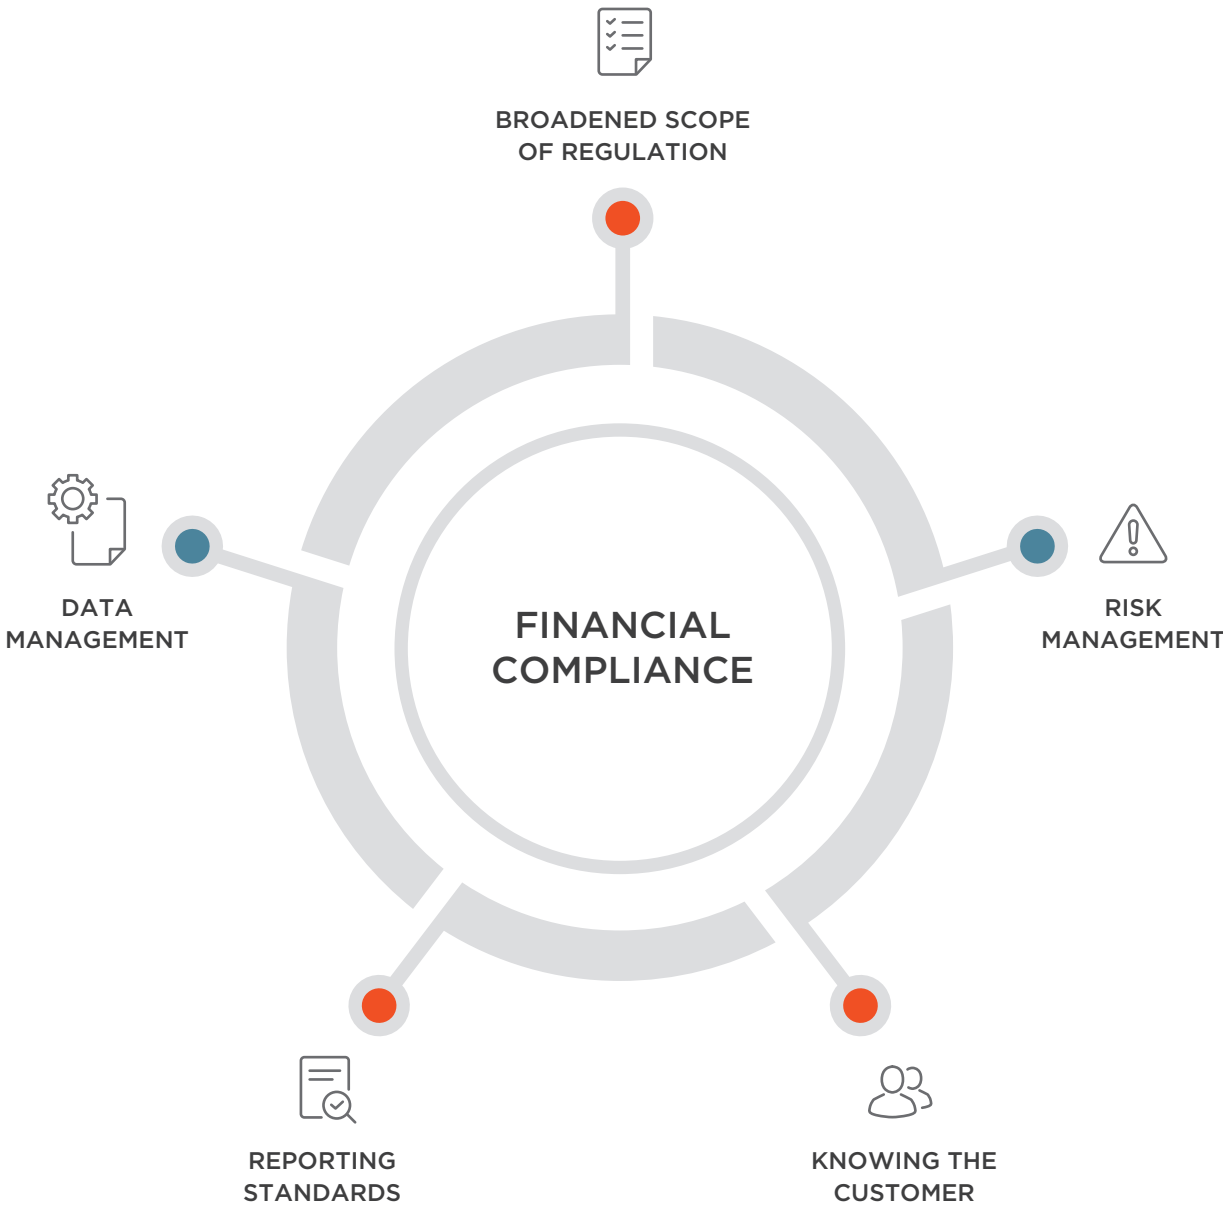 BROADENED SCOPE
OF REGULATION
DATA
MANAGEMENT
RISK
MANAGEMENT
FINANCIAL
COMPLIANCE
REPORTING
STANDARDS
KNOWING THE
CUSTOMER